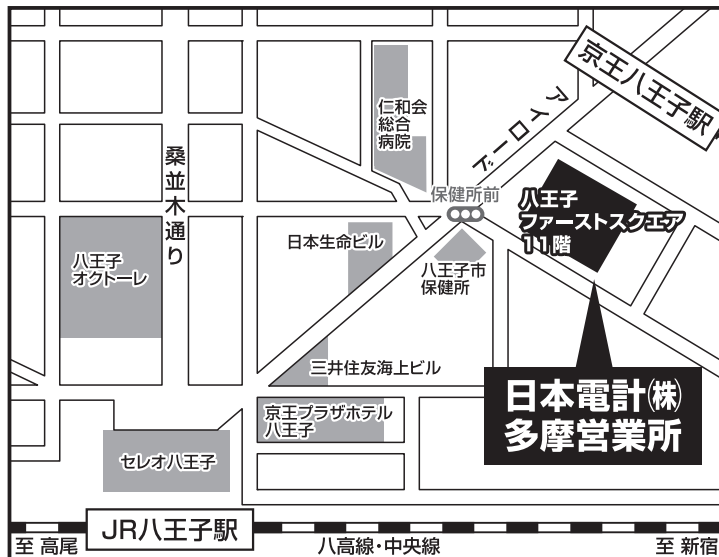 京王八王子駅
アイロード
仁和会
総合
病院
桑並木通り
保健所前
八王子
ファーストスクエア
11階
日本生命ビル
八王子
オクトーレ
八王子市
保健所
三井住友海上ビル
日本電計㈱
多摩営業所
京王プラザホテル
八王子
セレオ八王子
JR八王子駅
至 高尾
八高線・中央線
至 新宿